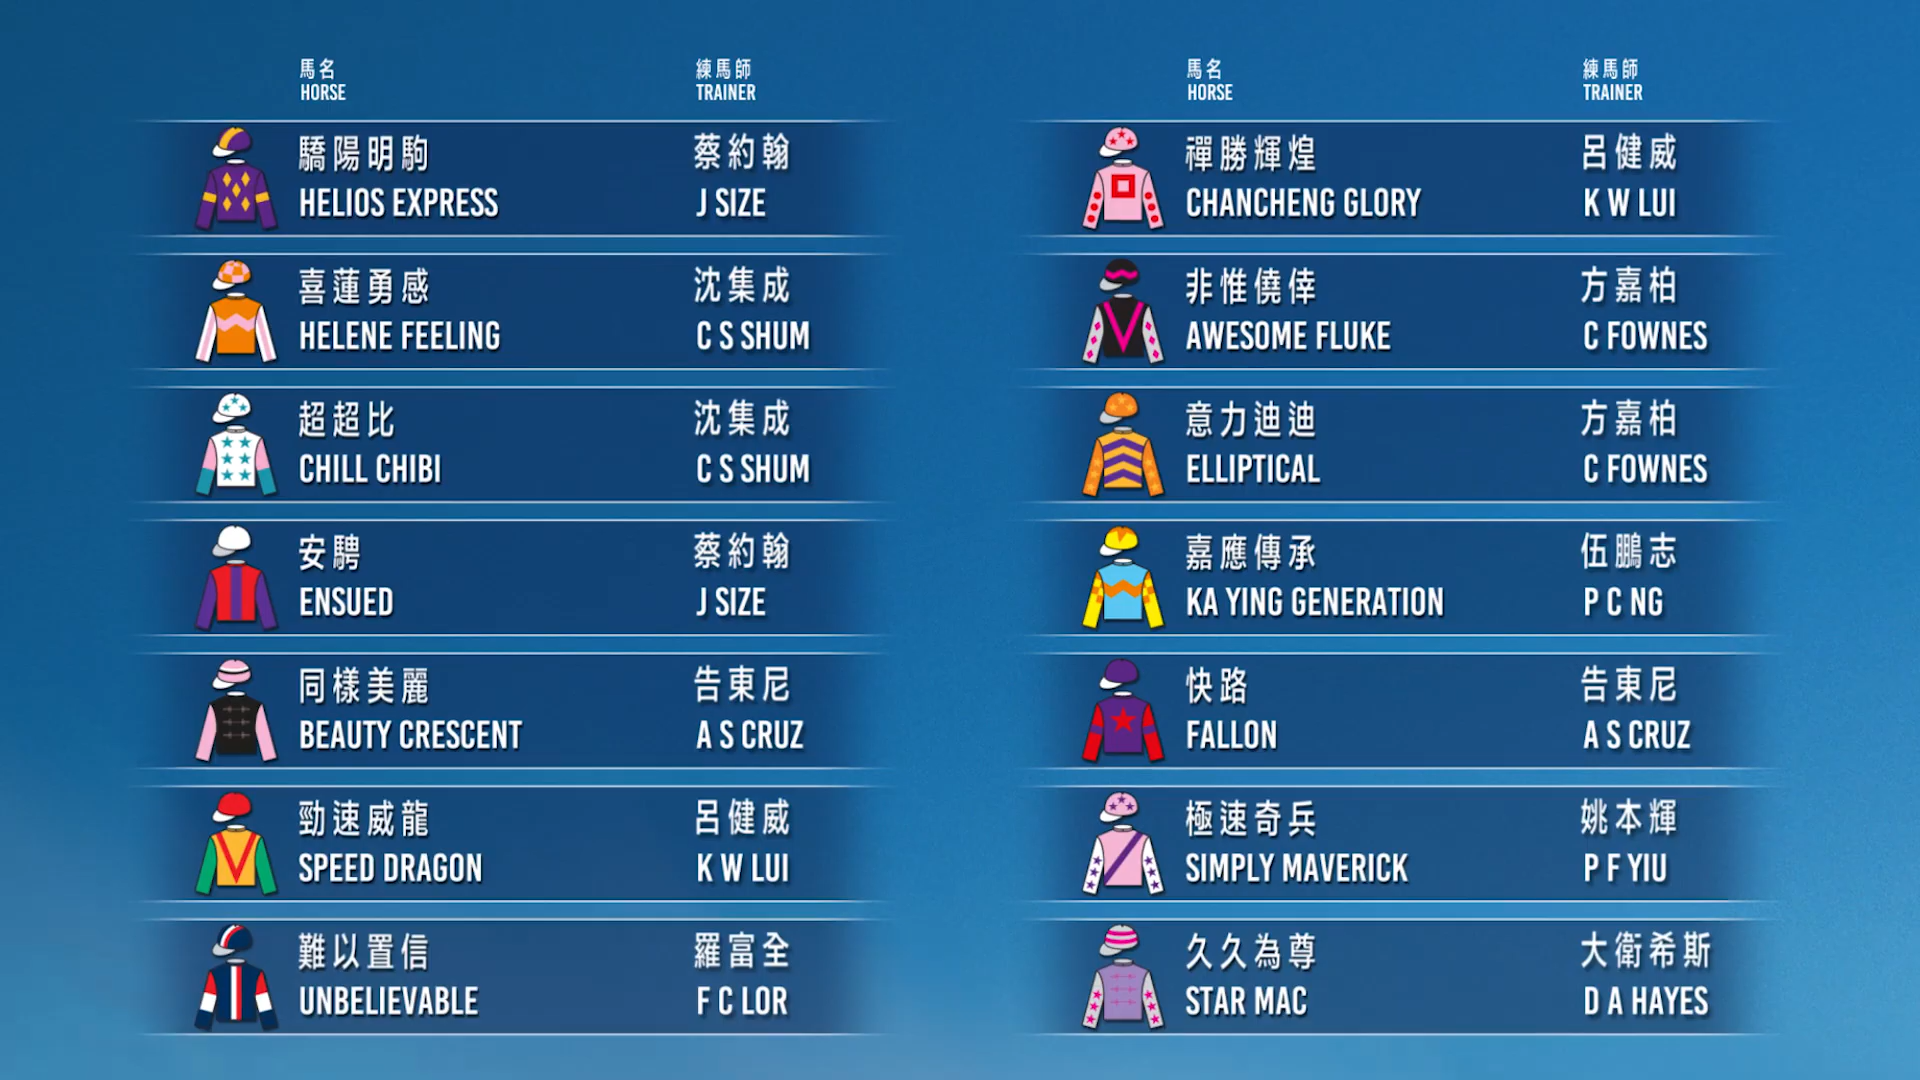 馬名
HORSE
練馬師
TRAINER
驕陽明駒
HELIOS EXPRESS
蔡約翰
J SIZE
喜蓮勇感
HELENE FEELING
沈集成
C S SHUM
超超比
CHILL CHIBI
沈集成
C S SHUM
安騁
ENSUED
蔡約翰
J SIZE
同樣美麗
BEAUTY CRESCENT
告東尼
A S CRUZ
勁速威龍
SPEED DRAGON
呂健威
K W LUI
難以置信
UNBELIEVABLE
羅富全
F C LOR
馬名
HORSE
練馬師
TRAINER
禪勝輝煌
CHANCHENG GLORY
呂健威
K W LUI
非惟僥倖
AWESOME FLUKE
方嘉柏
C FOWNES
意力迪迪
ELLIPTICAL
方嘉柏
C FOWNES
嘉應傳承
KA YING GENERATION
伍鵬志
P C NG
快路
FALLON
告東尼
A S CRUZ
極速奇兵
SIMPLY MAVERICK
姚本輝
P F YIU
久久為尊
STAR MAC
大衛希斯
D A HAYES